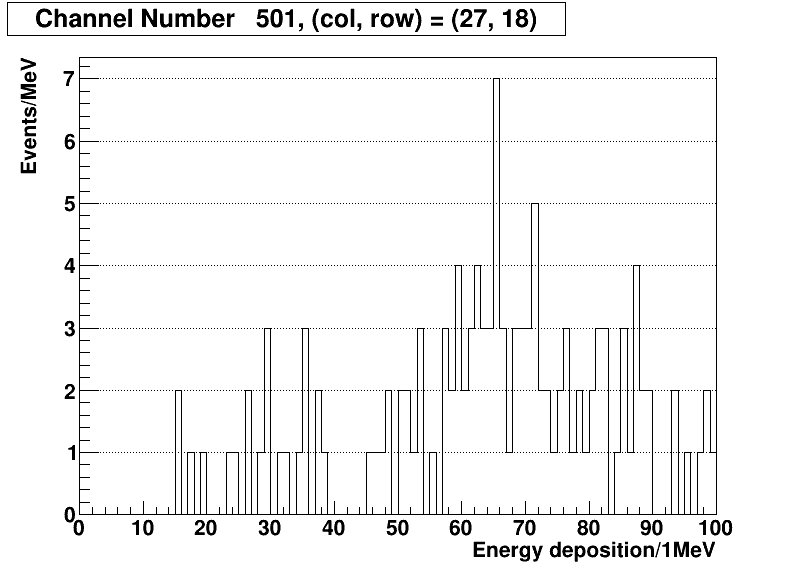 Channel Number 501, (col, row) = (27, 18)
Events/MeV
7
6
5
4
3
2
1
0
0 10 20 30 40 50 60 70 80 90 100
Energy deposition/1MeV